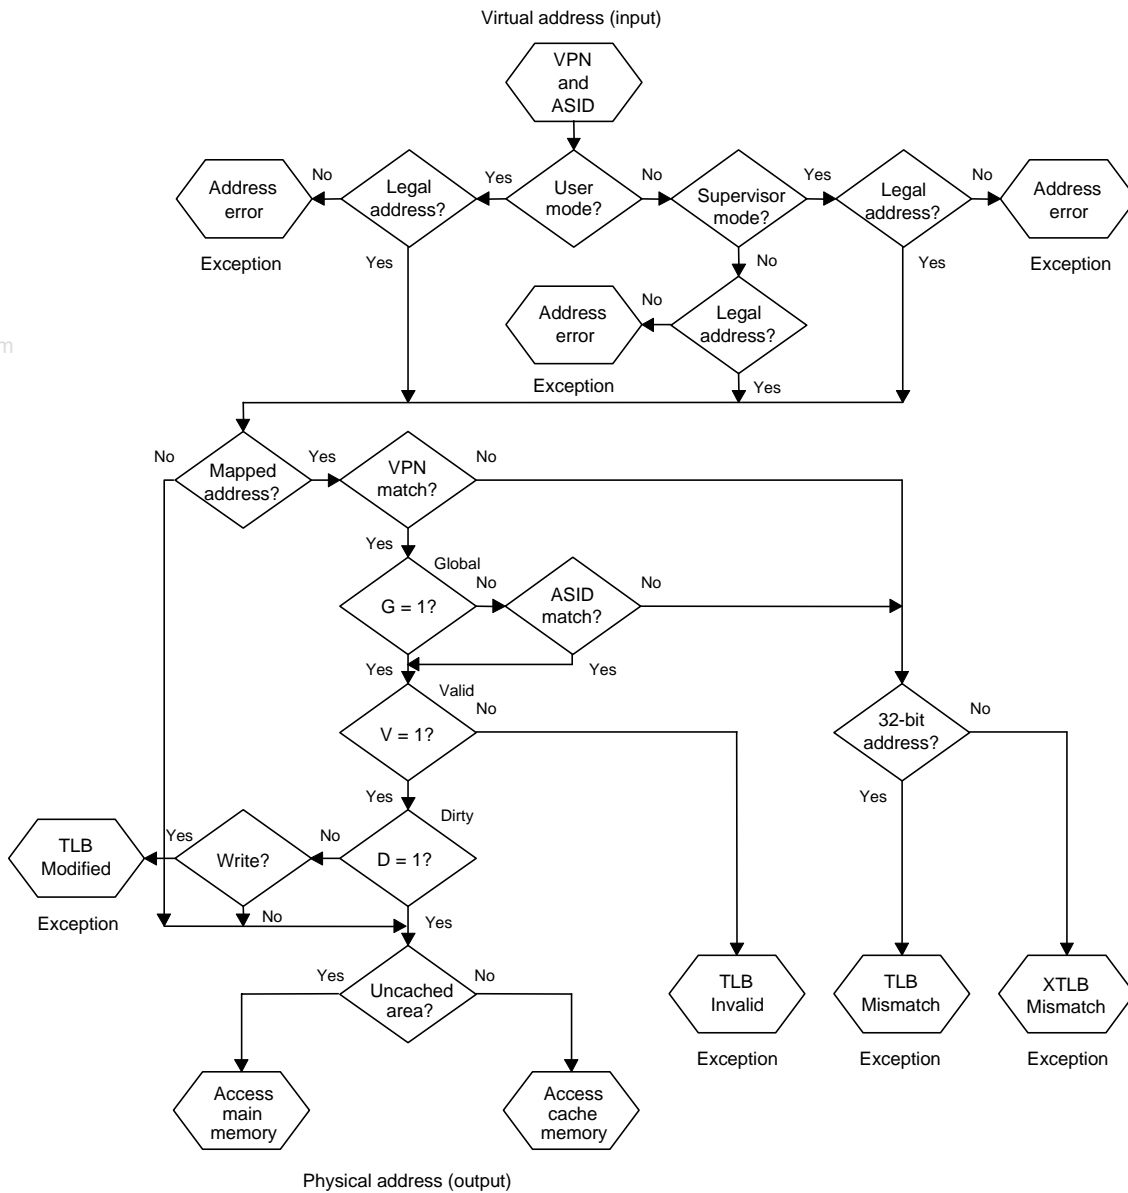 Virtual address (input)
VPN
and
ASID
No
Yes
No
Yes
No
Address
error
Legal
address?
User
mode?
Supervisor
mode?
Legal
address?
Address
error
Exception
Yes
No
Yes
Exception
No
Address
error
Legal
address?
Exception
Yes
m
No
Yes
No
Mapped
address?
VPN
match?
Yes
Global
No
No
G = 1?
ASID
match?
Yes
Yes
Valid
No
No
V = 1?
32-bit
address?
Yes
Yes
Dirty
Yes
No
TLB
Modified
Write?
D = 1?
Exception
No
Yes
Yes
No
Uncached
area?
TLB
Invalid
TLB
Mismatch
XTLB
Mismatch
Exception
Exception
Exception
Access
main
memory
Access
cache
memory
Physical address (output)